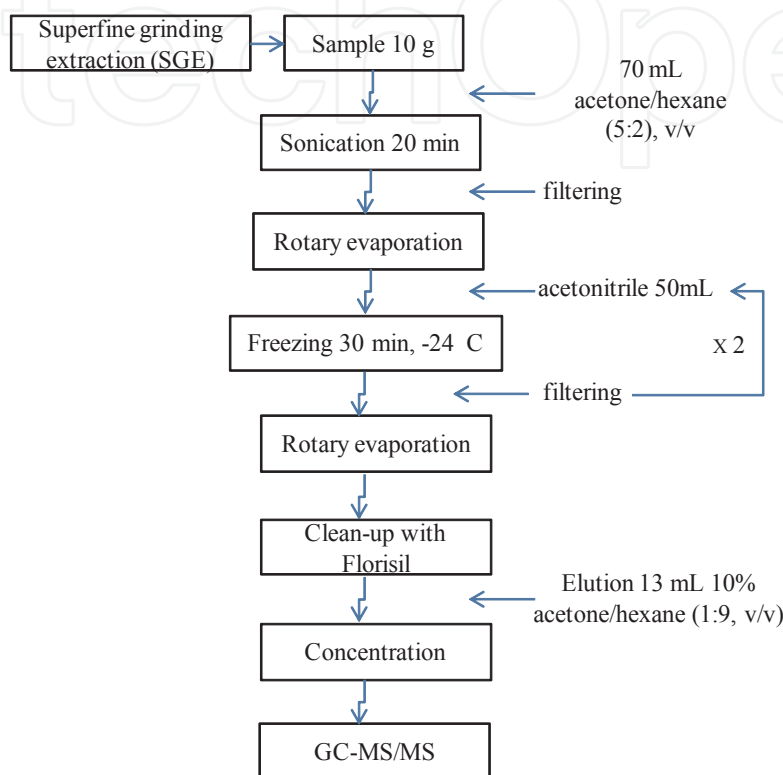 techOpe
Superfine grinding
extraction (SGE)
Sample 10 g
70 mL
acetone/hexane
(5:2), v/v
Sonication 20 min
filtering
Rotary evaporation
acetonitrile 50mL
Freezing 30 min, -24 C
X 2
filtering
Rotary evaporation
Clean-up with
Florisil
Elution 13 mL 10%
acetone/hexane (1:9, v/v)
Concentration
GC-MS/MS